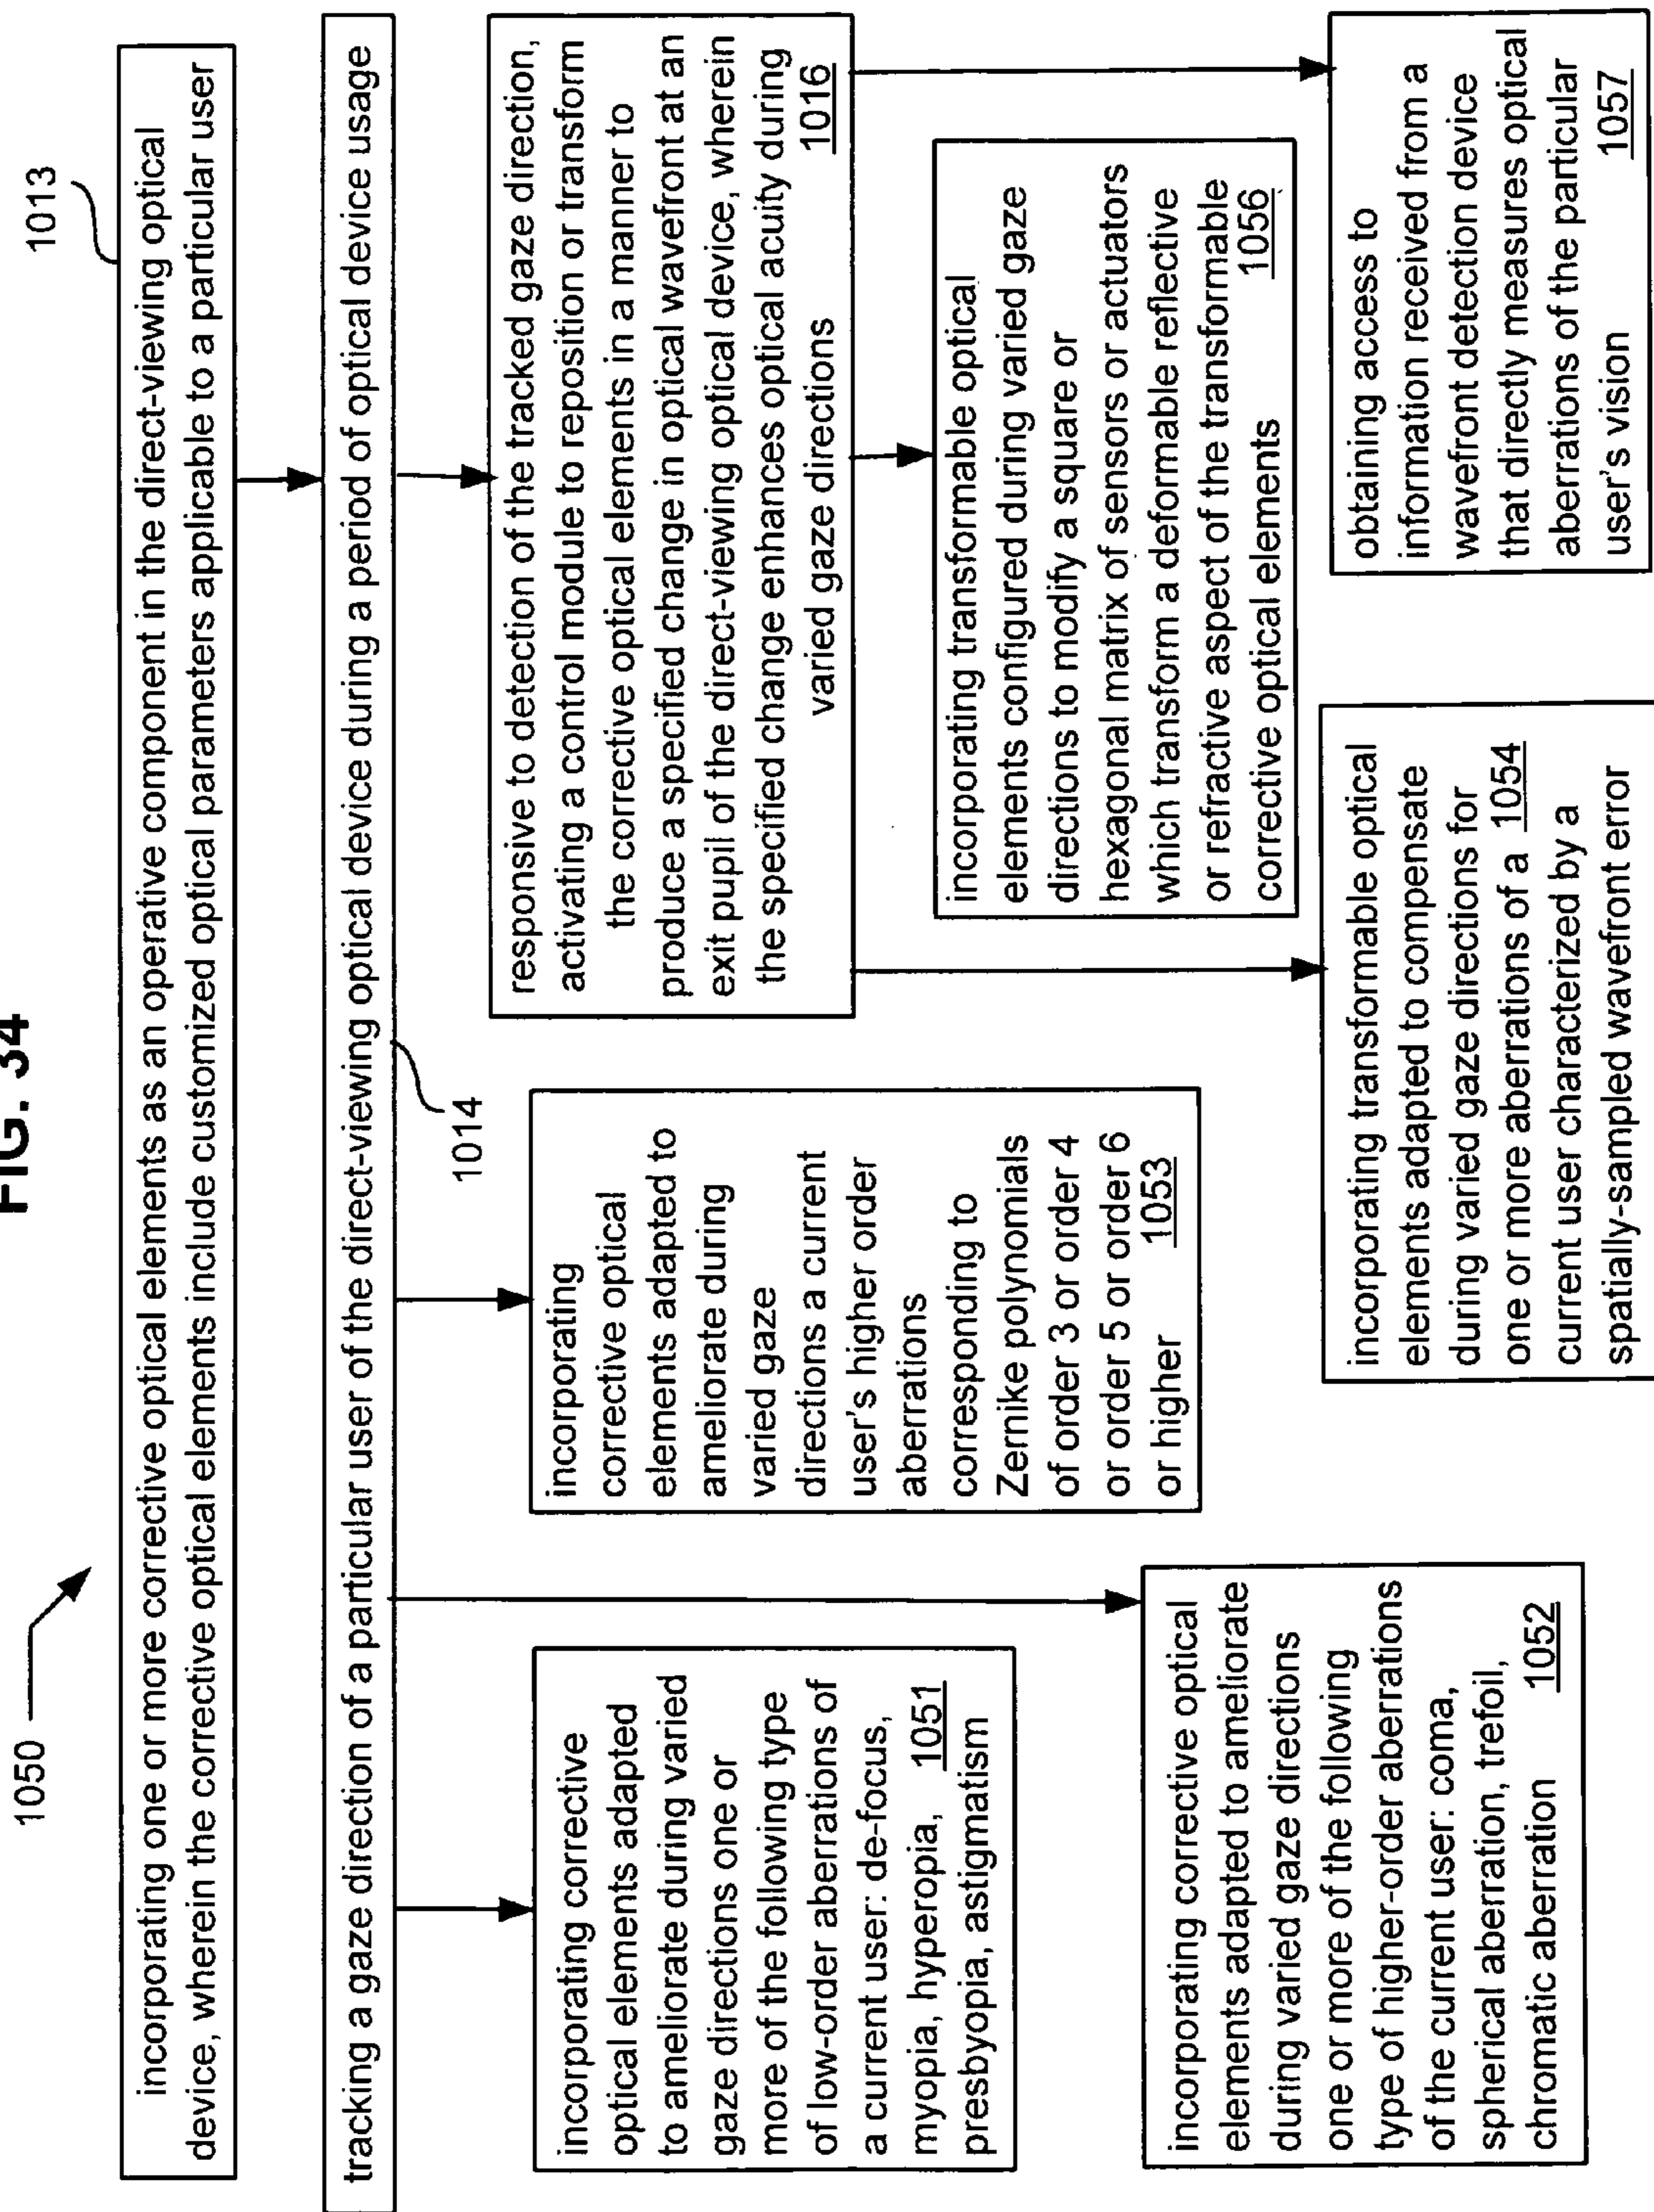 FIG. 34
1050
1013
incorporating one or more corrective optical elements as an operative component in the direct-viewing optical
device, wherein the corrective optical elements include customized optical parameters applicable to a particular user
tracking a gaze direction of a particular user of the direct-viewing optical device during a period of optical device usage
1014
incorporating corrective
optical elements adapted
to ameliorate during varied
gaze directions one or
more of the following type
of low-order aberrations of
a current user: de-focus,
myopia, hyperopia, 1051
presbyopia, astigmatism
incorporating corrective optical
elements adapted to ameliorate
during varied gaze directions
one or more of the following
type of higher-order aberrations
of the current user: coma,
spherical aberration, trefoil,
chromatic aberration 1052
incorporating
corrective optical
elements adapted to
ameliorate during
varied gaze
directions a current
user's higher order
aberrations
corresponding to
Zernike polynomials
of order 3 or order 4
or order 5 or order 6
or higher 1053
responsive to detection of the tracked gaze direction,
activating a control module to reposition or transform
the corrective optical elements in a manner to
produce a specified change in optical wavefront at an
exit pupil of the direct-viewing optical device, wherein
the specified change enhances optical acuity during
varied gaze directions 1016
incorporating transformable optical
elements configured during varied gaze
directions to modify a square or
hexagonal matrix of sensors or actuators
which transform a deformable reflective
or refractive aspect of the transformable
corrective optical elements 1056
incorporating transformable optical
elements adapted to compensate
during varied gaze directions for
one or more aberrations of a 1054
current user characterized by a
spatially-sampled wavefront error
obtaining access to
information received from a
wavefront detection device
that directly measures optical
aberrations of the particular
user's vision 1057